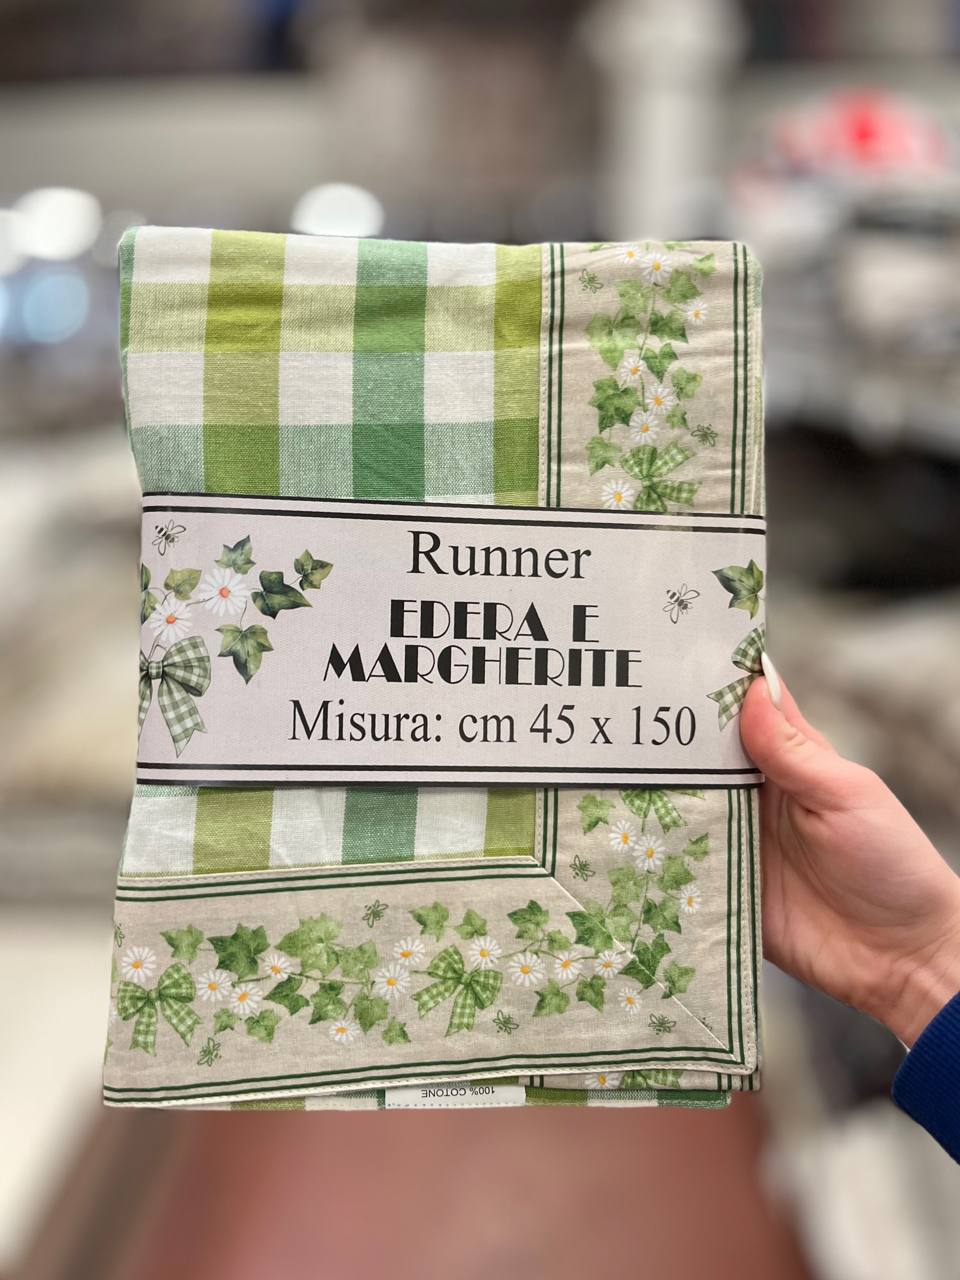 Runner
EDERA E
MARGHERITE
Misura: cm 45 x 150
100% COTONE